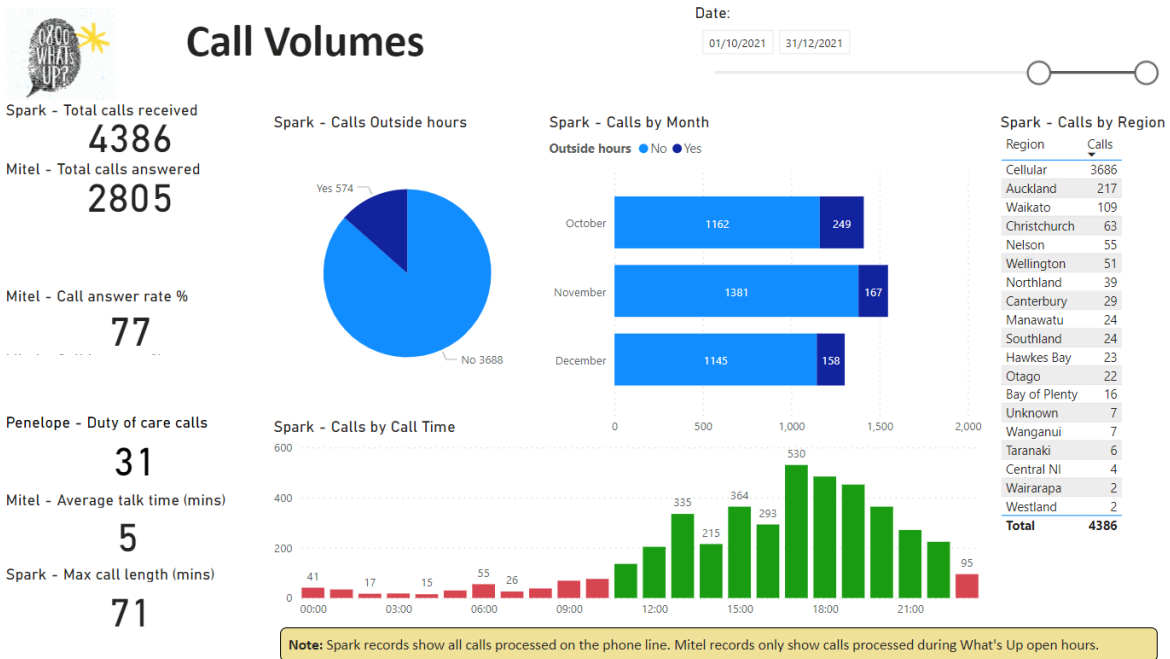 0800
WHATS
UP?
Call Volumes
Date:
01/10/2021 31/12/2021
Spark - Total calls received
4386
Mitel - Total calls answered
2805
Mitel - Call answer rate %
77
Penelope - Duty of care calls
31
Mitel - Average talk time (mins)
5
Spark - Max call length (mins)
71
Spark - Calls Outside hours
Yes 574
No 3688
Spark - Calls by Month
Outside hours No Yes
October 1162 249
November 1381 167
December 1145 158
0 500 1,000 1,500 2,000
Spark - Calls by Region
Region Calls
Cellular 3686
Auckland 217
Waikato 109
Christchurch 63
Nelson 55
Wellington 51
Northland 39
Canterbury 29
Manawatu 24
Southland 24
Hawkes Bay 23
Otago 22
Bay of Plenty 16
Unknown 7
Wanganui 7
Taranaki 6
Central NI 4
Wairarapa 2
Westland 2
Total 4386
Spark - Calls by Call Time
600
400
200
0
41 17 15 55 26 335 215 364 293 530 95
00:00 03:00 06:00 09:00 12:00 15:00 18:00 21:00
Note: Spark records show all calls processed on the phone line. Mitel records only show calls processed during What's Up open hours.